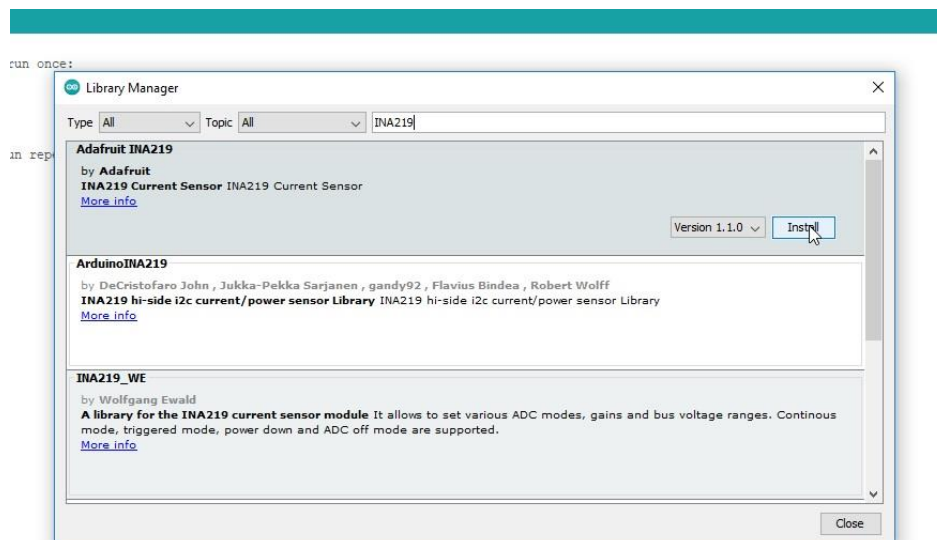 run once:
Library Manager
Type All Topic All INA219
un rep
Adafruit INA219
by Adafruit
INA219 Current Sensor INA219 Current Sensor
More info
Version 1.1.0 Install
ArduinoINA219
by DeCristofaro John , Jukka-Pekka Sarjanen , gandy92 , Flavius Bindea , Robert Wolff
INA219 hi-side i2c current/power sensor Library INA219 hi-side i2c current/power sensor Library
More info
INA219_WE
by Wolfgang Ewald
A library for the INA219 current sensor module It allows to set various ADC modes, gains and bus voltage ranges. Continous
mode, triggered mode, power down and ADC off mode are supported.
More info
Close